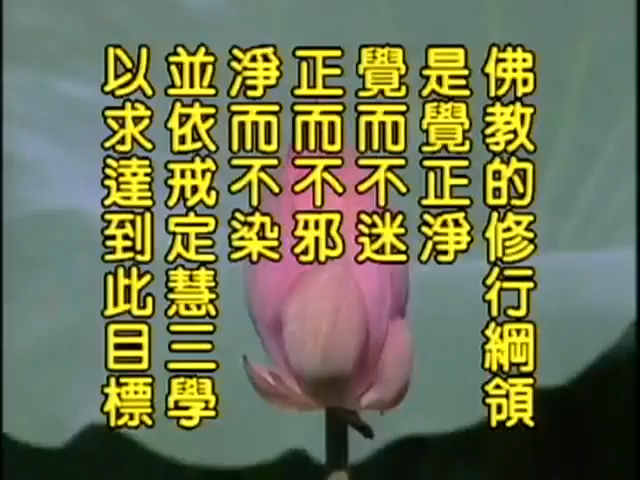 佛教的修行綱領
是覺正淨
覺而不迷
正而不邪
淨而不染
並依戒定慧三學
以求達到此目標